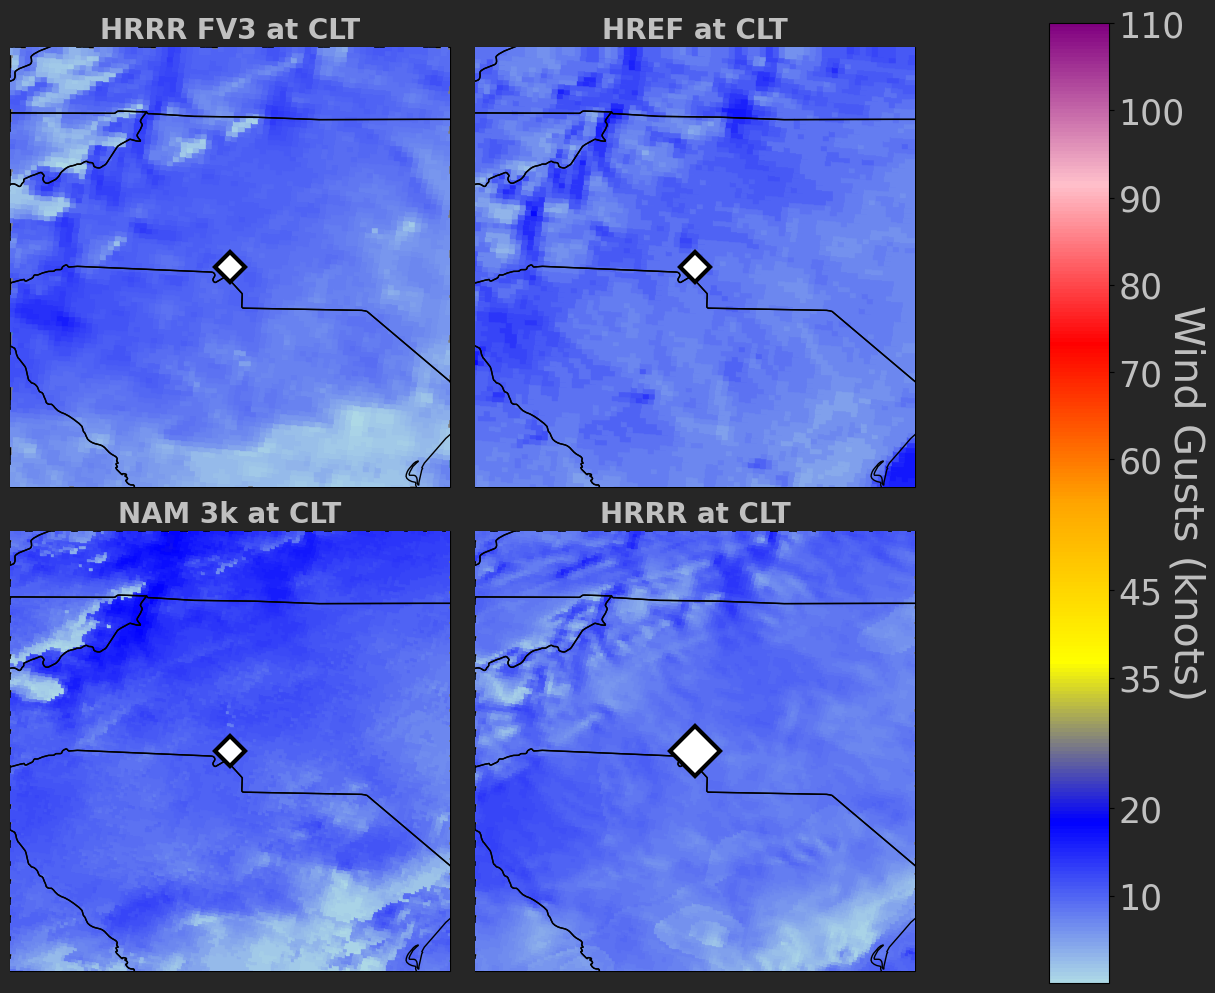 HRRR FV3 at CLT
HREF at CLT
NAM 3k at CLT
HRRR at CLT
110
100
90
80
70
60
45
35
20
10
Wind Gusts (knots)